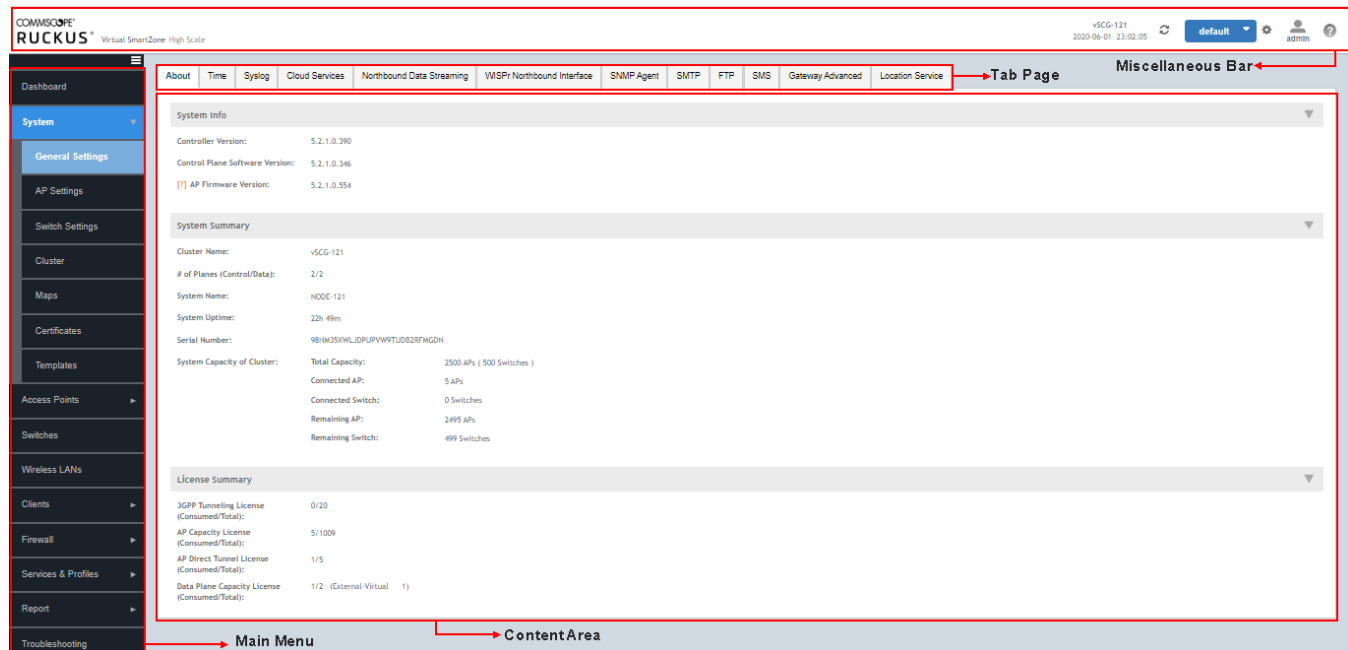 COMMSCOPE®
RUCKUS® Virtual SmartZone High Scale
vSCG-121
2020-06-01 23:02:05
default
admin
Miscellaneous Bar
Dashboard
System
General Settings
AP Settings
Switch Settings
Cluster
Maps
Certificates
Templates
Access Points
Switches
Wireless LANs
Clients
Firewall
Services & Profiles
Report
Troubleshooting
Main Menu
About Time Syslog Cloud Services Northbound Data Streaming WISPr Northbound Interface SNMP Agent SMTP FTP SMS Gateway Advanced Location Service
Tab Page
System Info
Controller Version: 5.2.1.0.390
Control Plane Software Version: 5.2.1.0.346
[?] AP Firmware Version: 5.2.1.0.554
System Summary
Cluster Name: vSCG-121
# of Planes (Control/Data): 2/2
System Name: NODE-121
System Uptime: 22h 49m
Serial Number:
System Capacity of Cluster: Total Capacity: 2500 APs ( 500 Switches )
Connected AP: 5 APs
Connected Switch: 0 Switches
Remaining AP: 2495 APs
Remaining Switch: 499 Switches
License Summary
3GPP Tunneling License 0/20
(Consumed/Total):
AP Capacity License 5/1009
(Consumed/Total):
AP Direct Tunnel License 1/5
(Consumed/Total):
Data Plane Capacity License 1/2 (External-Virtual 1)
(Consumed/Total):
ContentArea